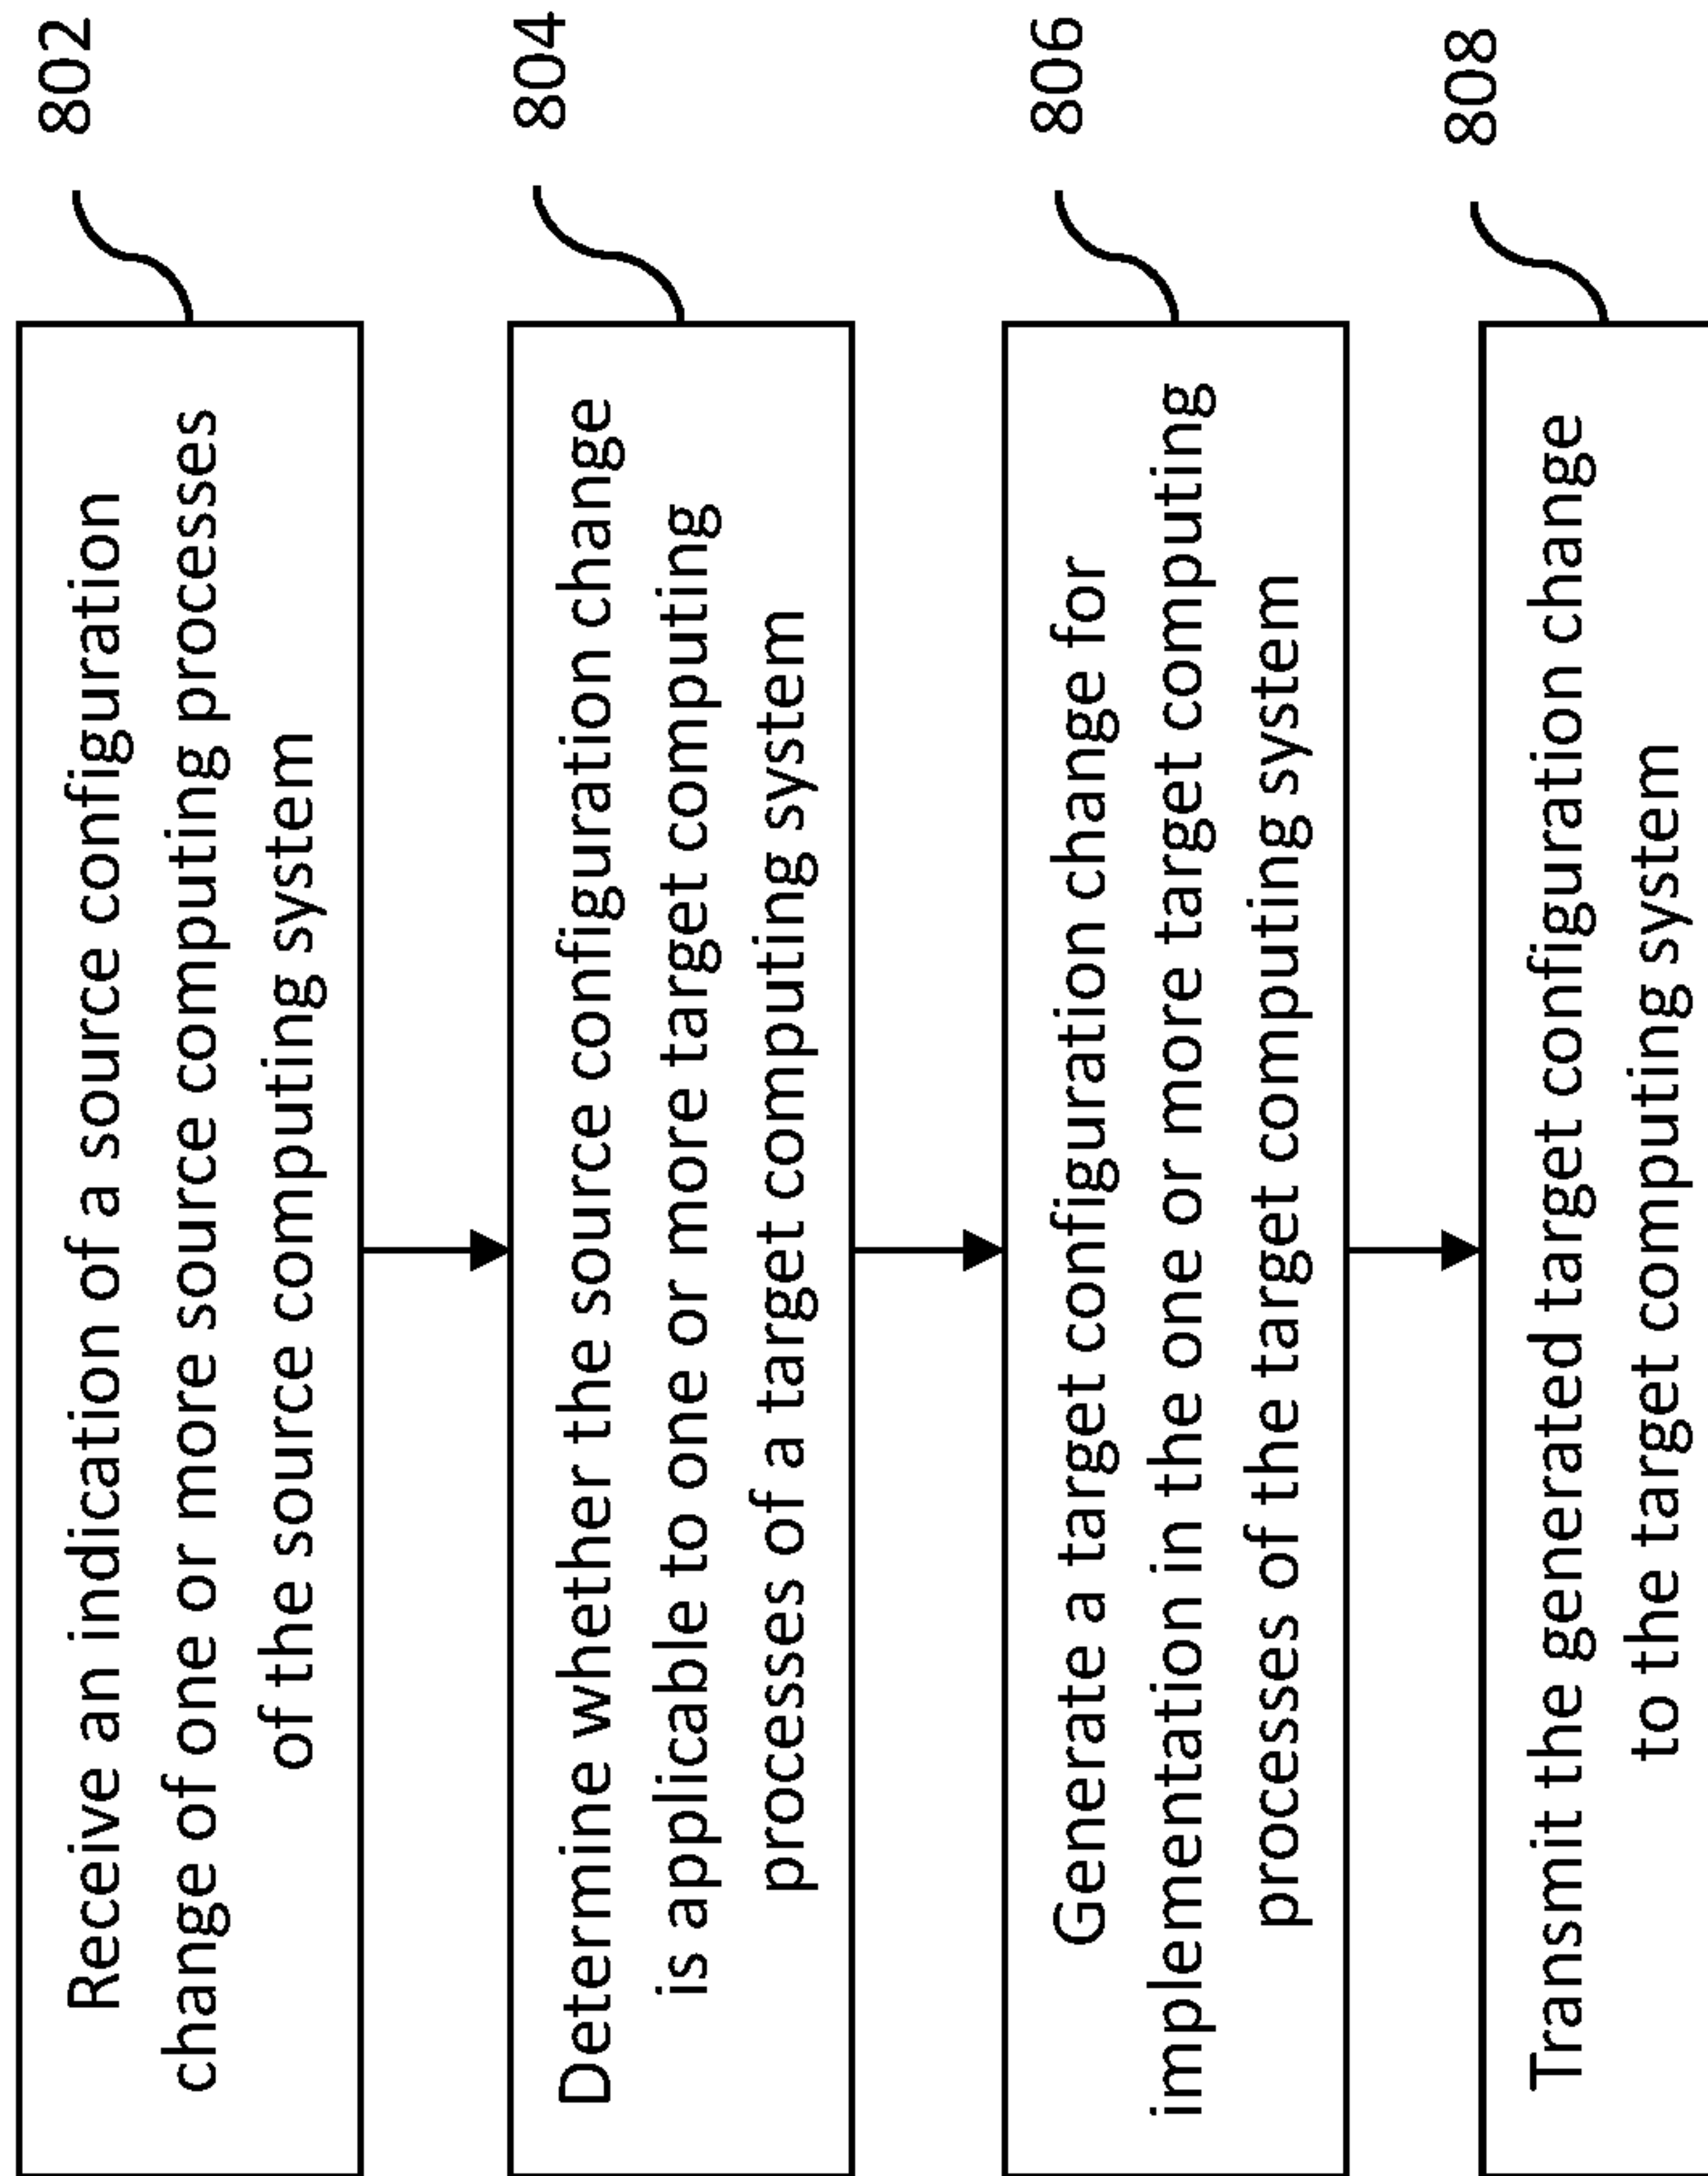 802
Receive an indication of a source configuration
change of one or more source computing processes
of the source computing system
804
Determine whether the source configuration change
is applicable to one or more target computing
processes of a target computing system
806
Generate a target configuration change for
implementation in the one or more target computing
processes of the target computing system
808
Transmit the generated target configuration change
to the target computing system